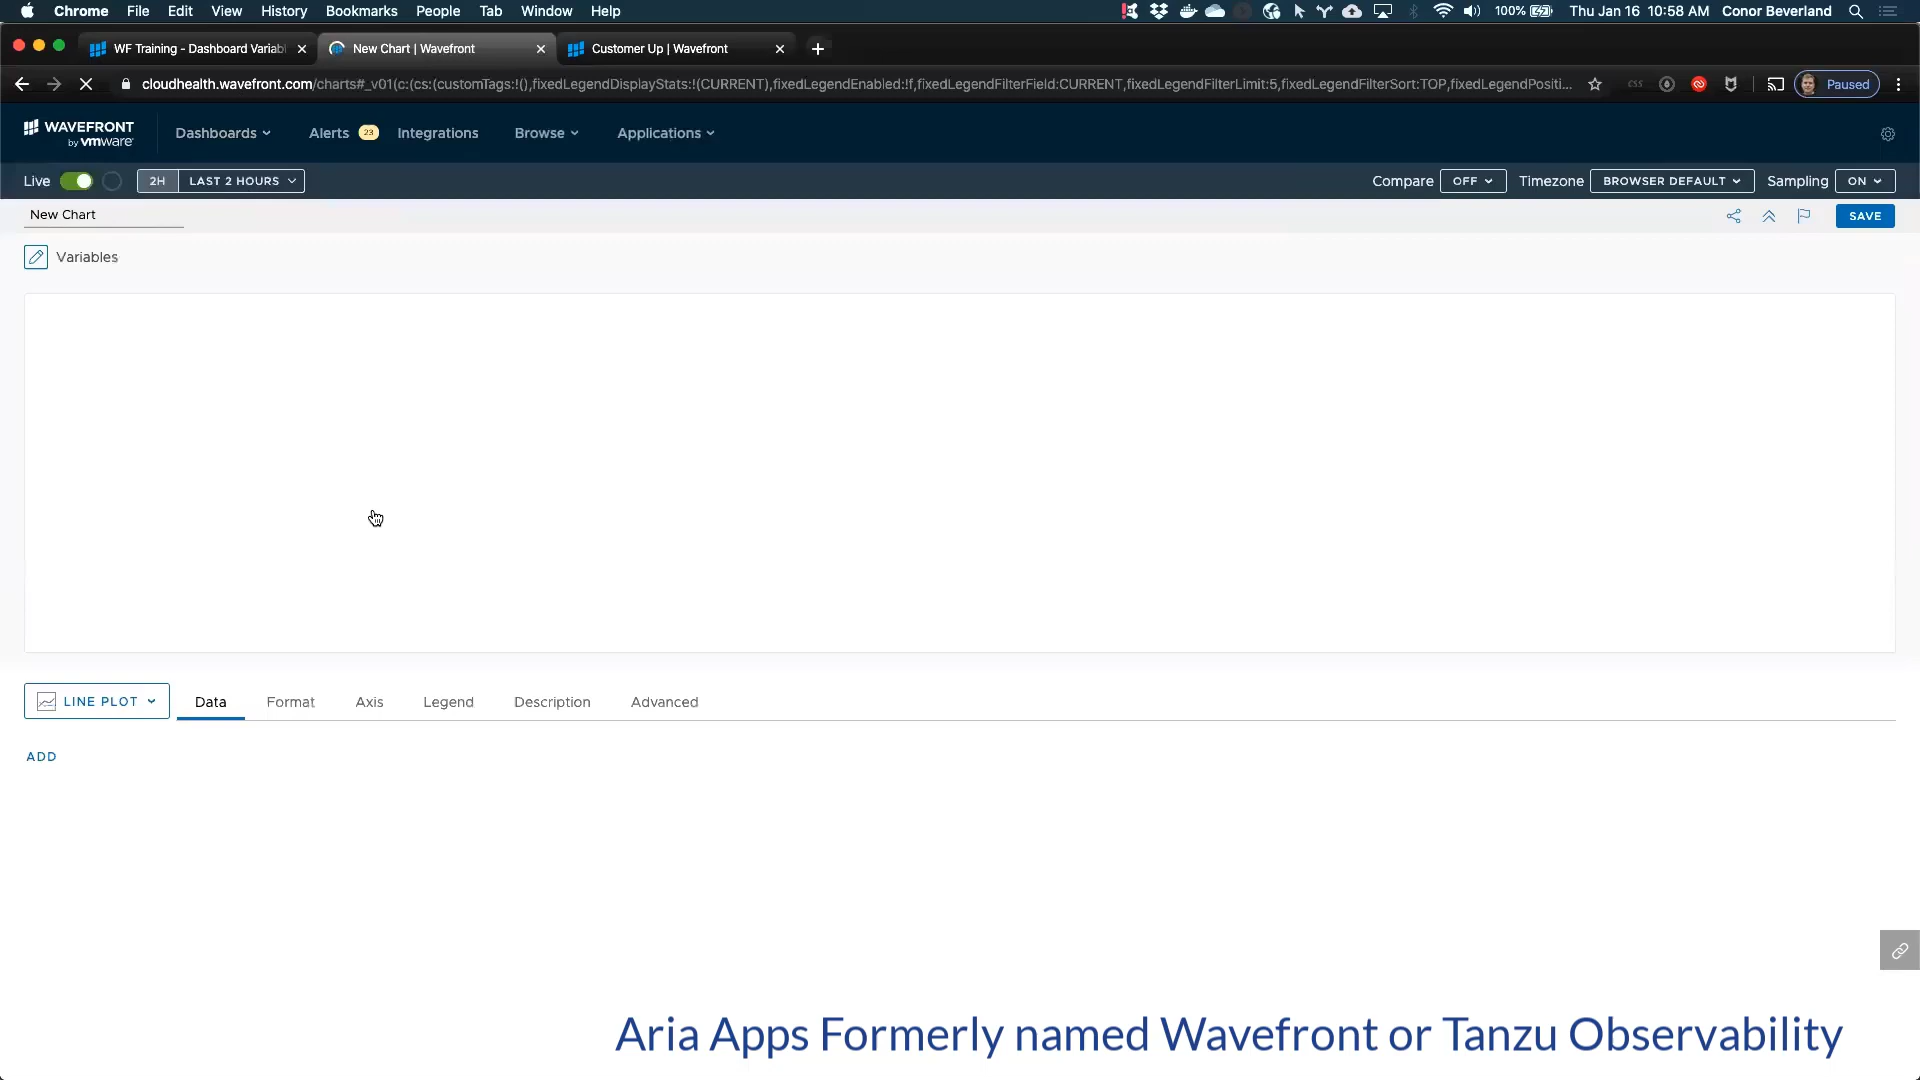 Chrome File Edit View History Bookmarks People Tab Window Help 100% Thu Jan 16 10:58 AM Conor Beverland
WF Training - Dashboard Variabl New Chart | Wavefront Customer Up | Wavefront
cloudhealth.wavefront.com/charts#_v01(c:(cs:(customTags:!(),fixedLegendDisplayStats:!(CURRENT),fixedLegendEnabled:!f,fixedLegendFilterField:CURRENT,fixedLegendFilterLimit:5,fixedLegendFilterSort:TOP,fixedLegendPositi... css Paused
WAVEFRONT by vmware Dashboards Alerts 23 Integrations Browse Applications
Live 2H LAST 2 HOURS Compare OFF Timezone BROWSER DEFAULT Sampling ON
New Chart SAVE
Variables
LINE PLOT Data Format Axis Legend Description Advanced
ADD
Aria Apps Formerly named Wavefront or Tanzu Observability